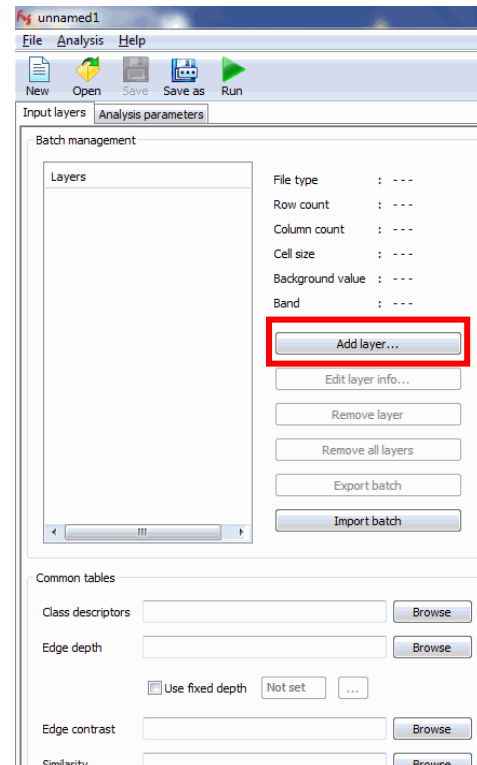 unnamed1
File Analysis Help
New Open Save Save as Run
Input layers Analysis parameters
Batch management
Layers
File type : ---
Row count : ---
Column count : ---
Cell size : ---
Background value : ---
Band : ---
Add layer...
Edit layer info...
Remove layer
Remove all layers
Export batch
Import batch
Common tables
Class descriptors Browse
Edge depth Browse
Use fixed depth Not set ...
Edge contrast Browse
Similarity Browse